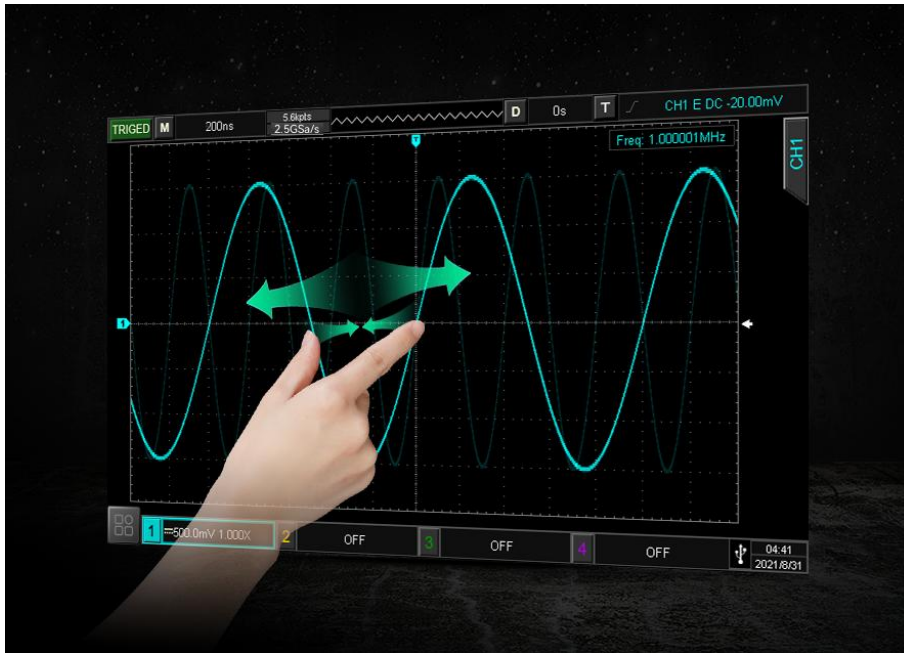 TRIGED M 200ns 5.6kpts D 0s T CH1 E DC -20.00mV
2.5GSa/s
Freq: 1.000001MHz
CH1
T
1
1 500.0mV 1.000X 2 OFF 3 OFF 4 OFF 04:41
2021/8/31